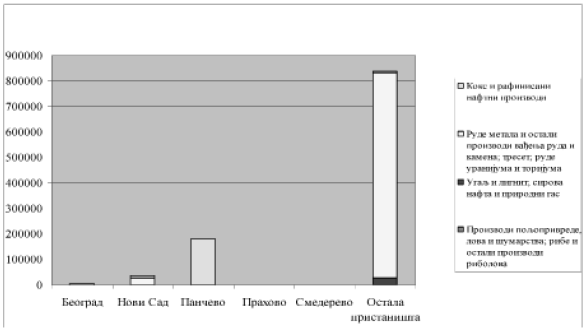 900000
800000
700000
600000
500000
400000
300000
200000
100000
0
Београд
Нови Сад
Панчево
Прахово
Смедерево
Остала
пристаништа
Кокс и рафинисани
нафтни производи
Руде метала и остали
производи вађења руда и
камена; тресет; руде
уранијума и торијума
Угаљ и лигнит; сирова
нафта и природни гас
Производи пољопривреде,
лова и шумарства; рибе и
остали производи
риболова